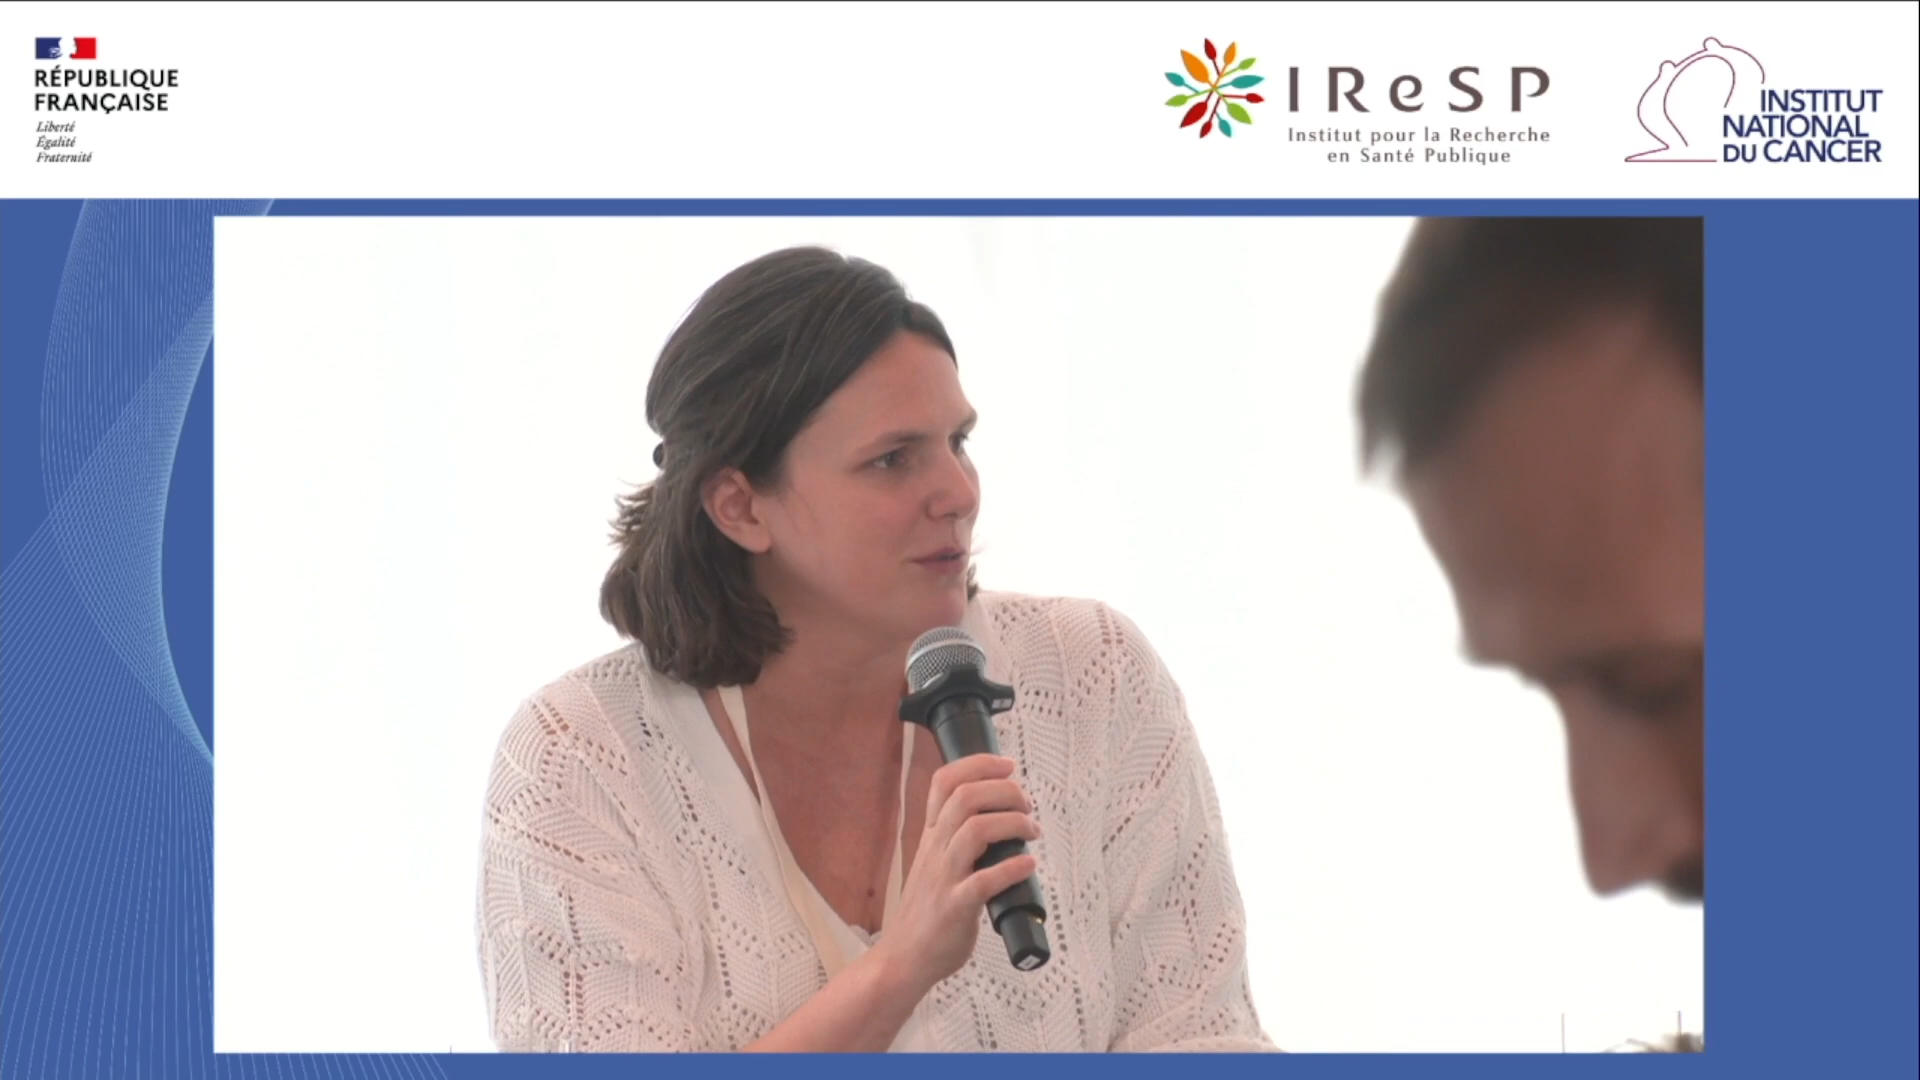 RÉPUBLIQUE
FRANÇAISE
Liberté
Égalité
Fraternité
IReSP
Institut pour la Recherche
en Santé Publique
INSTITUT
NATIONAL
DU CANCER